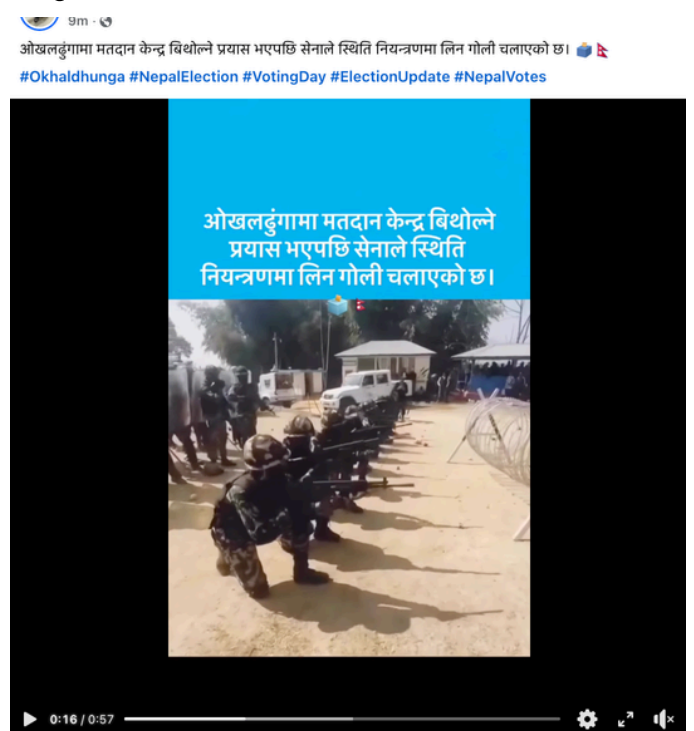 9m
ओखलढुंगामा मतदान केन्द्र बिथोल्ने प्रयास भएपछि सेनाले स्थिति नियन्त्रणमा लिन गोली चलाएको छ। 🗳️🇳🇵
#Okhaldhunga #NepalElection #VotingDay #ElectionUpdate #NepalVotes
ओखलढुंगामा मतदान केन्द्र बिथोल्ने
प्रयास भएपछि सेनाले स्थिति
नियन्त्रणमा लिन गोली चलाएको छ।
🗳️🇳🇵
0:16 / 0:57